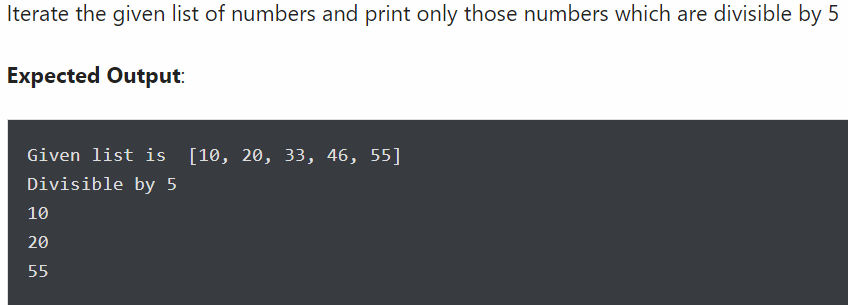 Iterate the given list of numbers and print only those numbers which are divisible by 5
Expected Output:
Given list is  [10, 20, 33, 46, 55]
Divisible by 5
10
20
55